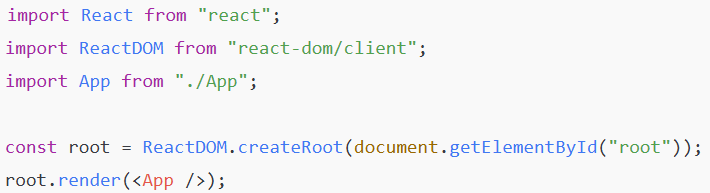 import React from "react";
import ReactDOM from "react-dom/client";
import App from "./App";
const root = ReactDOM.createRoot(document.getElementById("root"));
root.render(<App />);